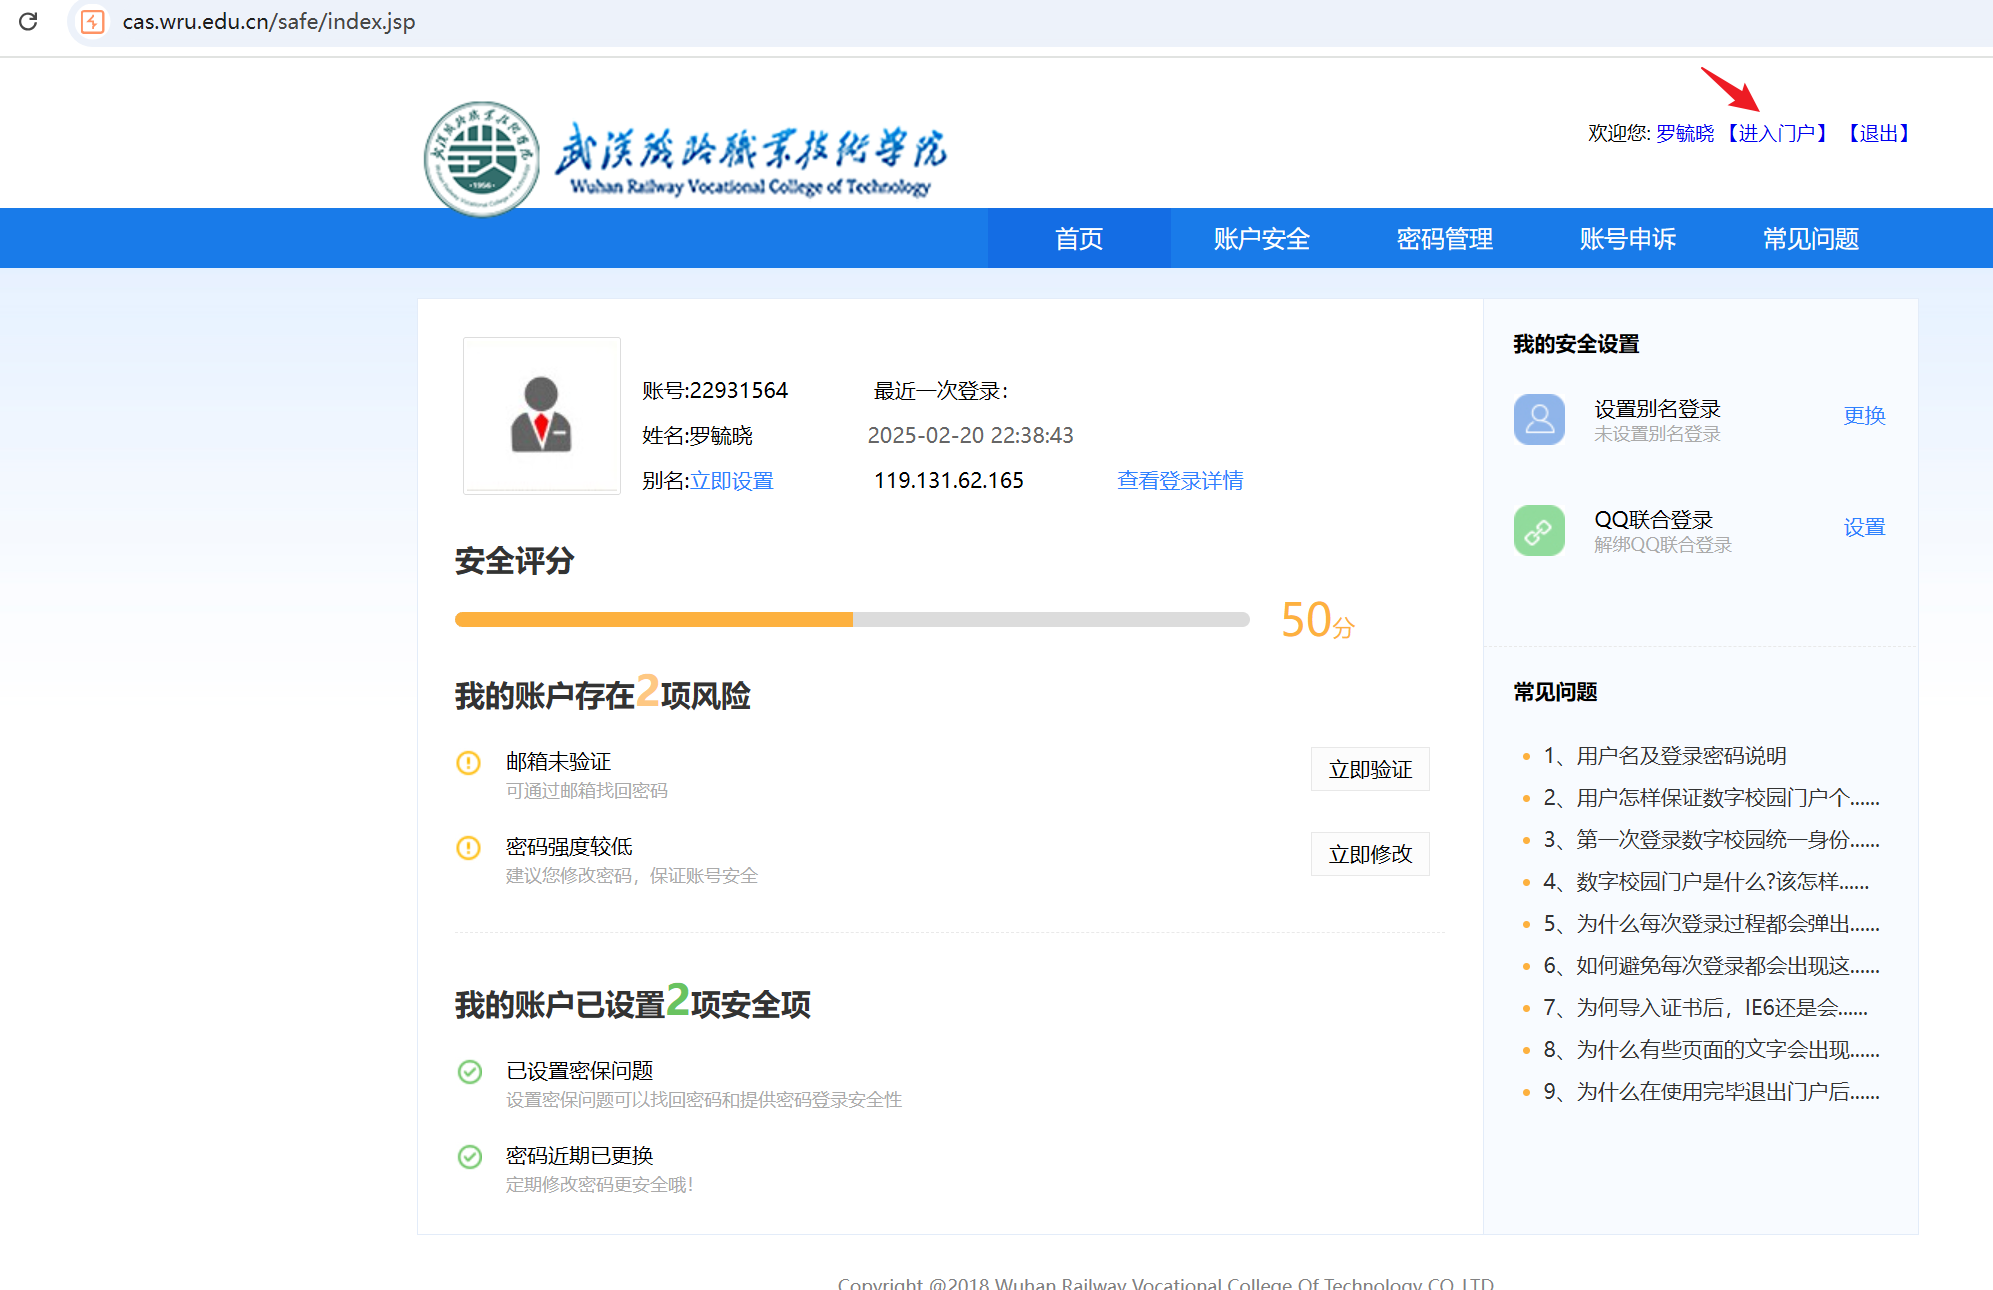 cas.wru.edu.cn/safe/index.jsp
欢迎您: 罗毓晓 【进入门户】 【退出】
武汉铁路职业技术学院
Wuhan Railway Vocational College of Technology
·1956·
首页 账户安全 密码管理 账号申诉 常见问题
账号:22931564 最近一次登录：
姓名:罗毓晓 2025-02-20 22:38:43
别名:立即设置 119.131.62.165 查看登录详情
安全评分
50分
我的账户存在2项风险
邮箱未验证
可通过邮箱找回密码
立即验证
密码强度较低
建议您修改密码，保证账号安全
立即修改
我的账户已设置2项安全项
已设置密保问题
设置密保问题可以找回密码和提供密码登录安全性
密码近期已更换
定期修改密码更安全哦！
我的安全设置
设置别名登录 更换
未设置别名登录
QQ联合登录 设置
解绑QQ联合登录
常见问题
1、用户名及登录密码说明
2、用户怎样保证数字校园门户个......
3、第一次登录数字校园统一身份......
4、数字校园门户是什么?该怎样......
5、为什么每次登录过程都会弹出......
6、如何避免每次登录都会出现这......
7、为何导入证书后，IE6还是会......
8、为什么有些页面的文字会出现......
9、为什么在使用完毕退出门户后......
Copyright @2018 Wuhan Railway Vocational College Of Technology CO.,LTD